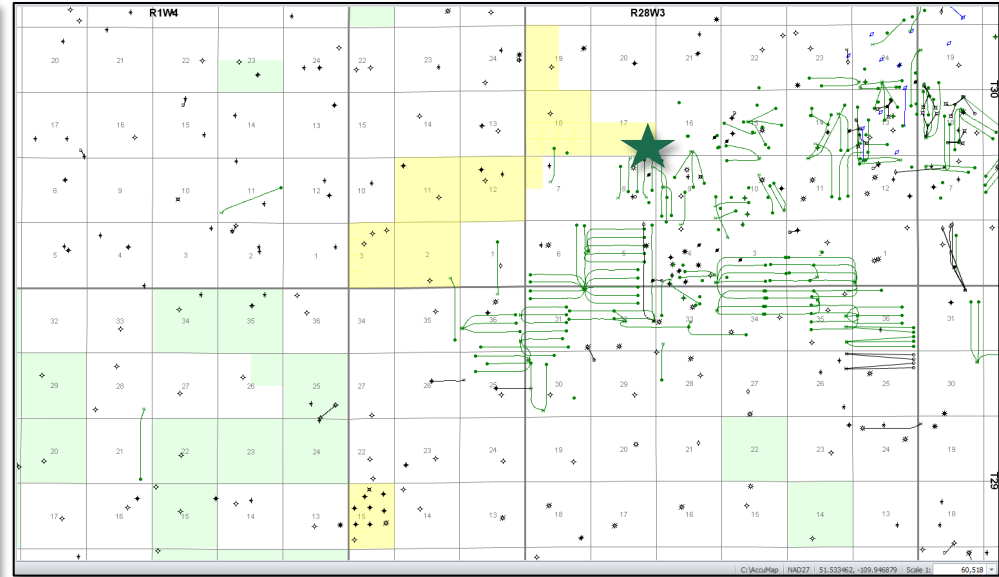 R1W4 R28W3
20 21 22 23 24 22 23 24 19 20 21 22 23 24 19
T30
17 16 15 14 13 15 14 13 18 17 16 15 14 13 18
8 9 10 11 12 10 11 12 7 8 9 10 11 12 7
5 4 3 2 1 3 2 1 6 5 4 3 2 1
32 33 34 35 36 34 35 36 31 32 33 34 35 36 31
29 28 27 26 25 27 26 25 30 29 28 27 26 25 30
20 21 22 23 24 22 23 24 19 20 21 22 23 24 19
T29
17 16 15 14 13 15 14 13 18 17 16 15 14 13 18
C:\AccuMap NAD27 51.533462, -109.946879 Scale 1: 60,518